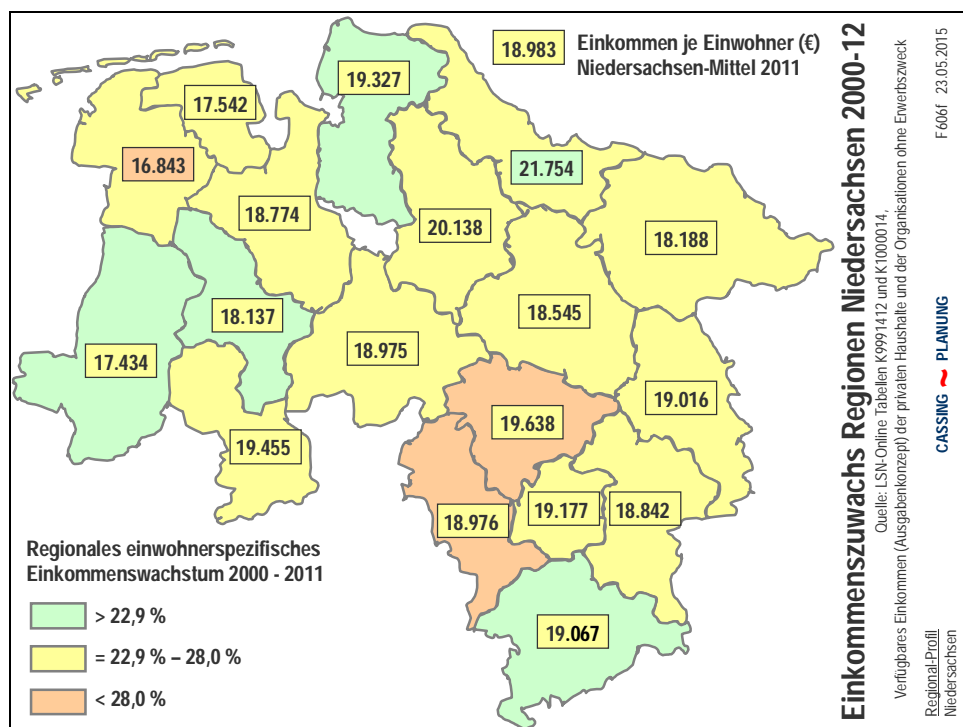 18.983
Einkommen je Einwohner (€)
Niedersachsen-Mittel 2011
19.327
17.542
16.843
21.754
18.774
20.138
18.188
18.137
18.545
17.434
18.975
19.016
19.638
19.455
19.177
18.842
18.976
19.067
Regionales einwohnerspezifisches
Einkommenswachstum 2000 - 2011
> 22,9 %
= 22,9 % – 28,0 %
< 28,0 %
Einkommenszuwachs Regionen Niedersachsen 2000-12
Quelle: LSN-Online Tabellen K9991412 und K1000014,
Verfügbares Einkommen (Ausgabenkonzept) der privaten Haushalte und der Organisationen ohne Erwerbszweck
Regional-Profil
Niedersachsen
CASSING ~ PLANUNG
F606f 23.05.2015